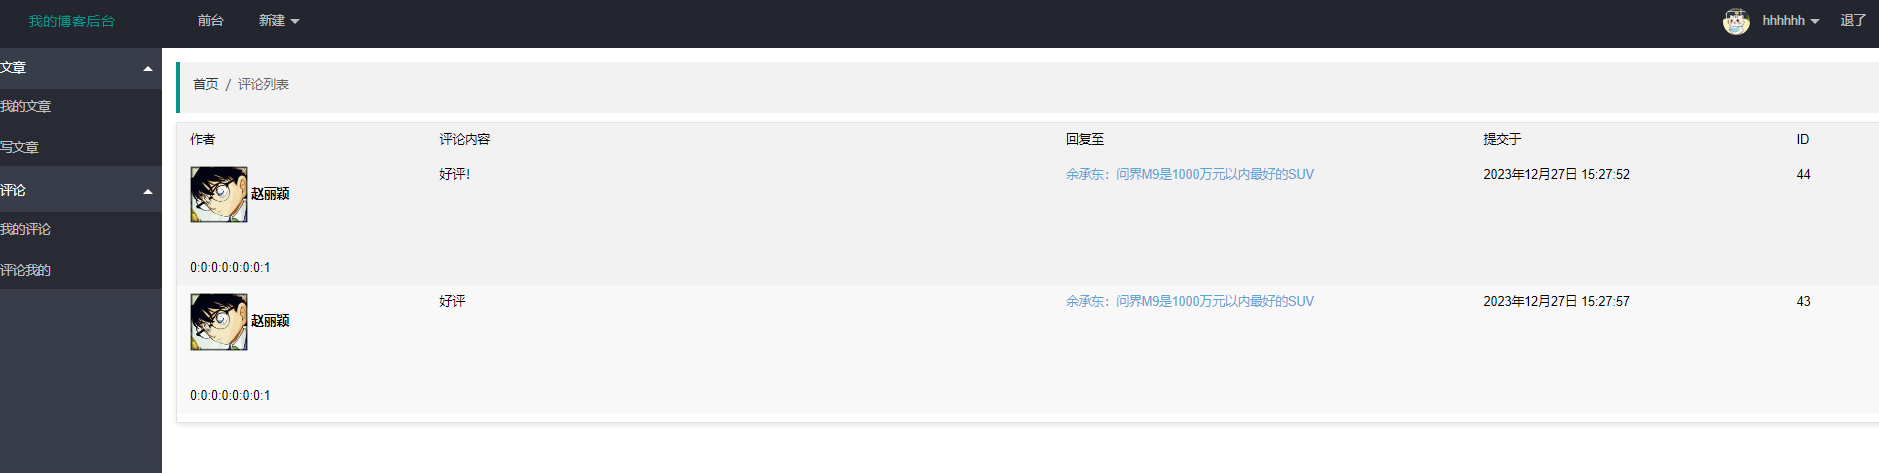 我的博客后台 前台 新建 hhhhhh 退了
文章
我的文章
写文章
评论
我的评论
评论我的
首页 / 评论列表
作者 评论内容 回复至 提交于 ID
赵丽颖 好评! 余承东：问界M9是1000万元以内最好的SUV 2023年12月27日 15:27:52 44
0:0:0:0:0:0:0:1
赵丽颖 好评 余承东：问界M9是1000万元以内最好的SUV 2023年12月27日 15:27:57 43
0:0:0:0:0:0:0:1